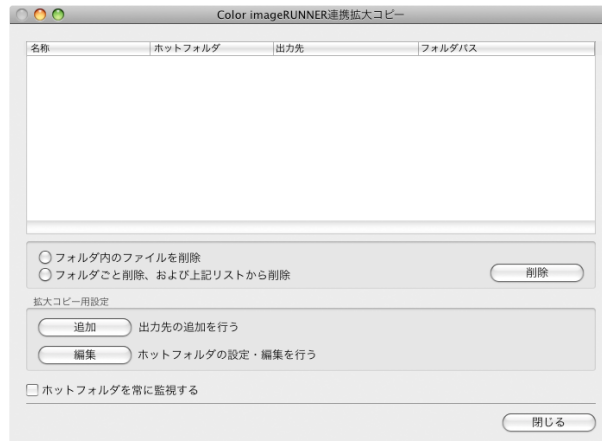 Color imageRUNNER連携拡大コピー
名称 ホットフォルダ 出力先 フォルダパス
フォルダ内のファイルを削除
フォルダごと削除、および上記リストから削除
削除
拡大コピー用設定
追加 出力先の追加を行う
編集 ホットフォルダの設定・編集を行う
ホットフォルダを常に監視する
閉じる